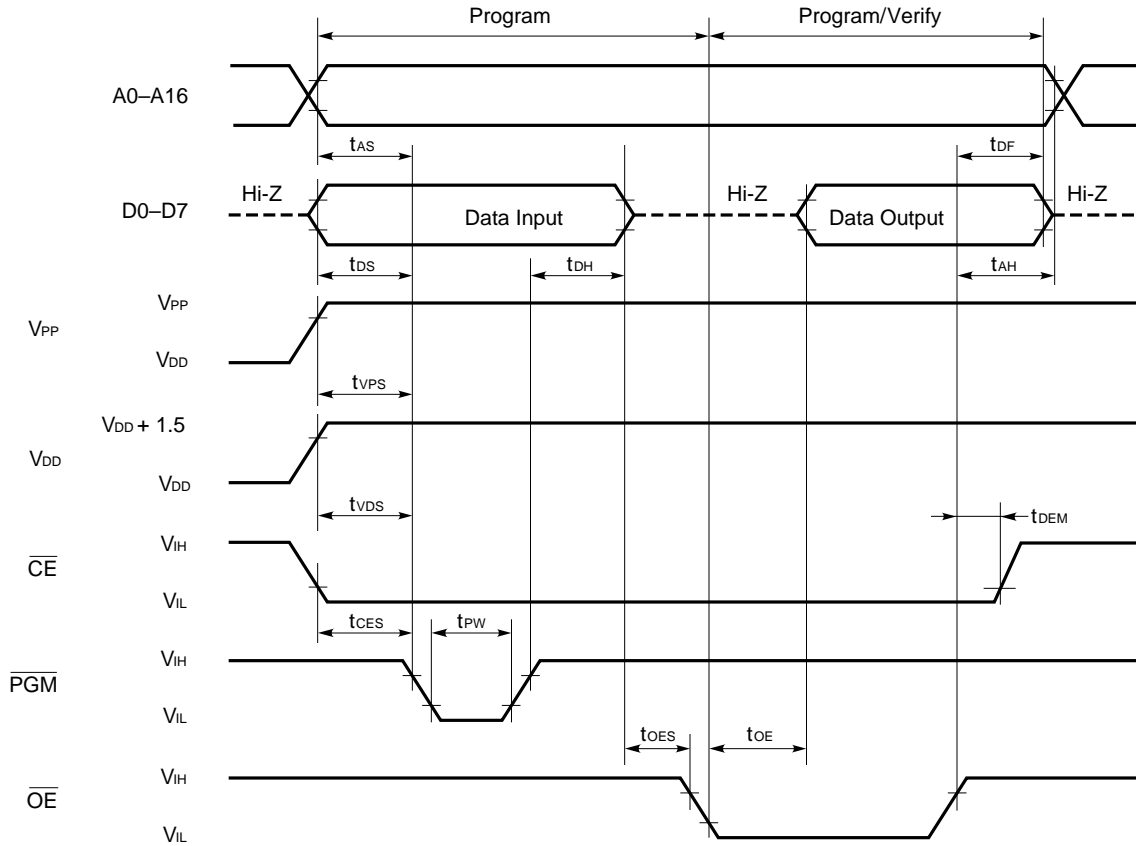 Program Program/Verify
A0–A16
tAS tDF
Hi-Z Hi-Z Hi-Z
D0–D7 Data Input Data Output
tDS tDH tAH
VPP
VPP
VDD
tVPS
VDD + 1.5
VDD
VDD
tVDS tDEM
VIH
CE
VIL
tCES tPW
VIH
PGM
VIL
tOES tOE
VIH
OE
VIL